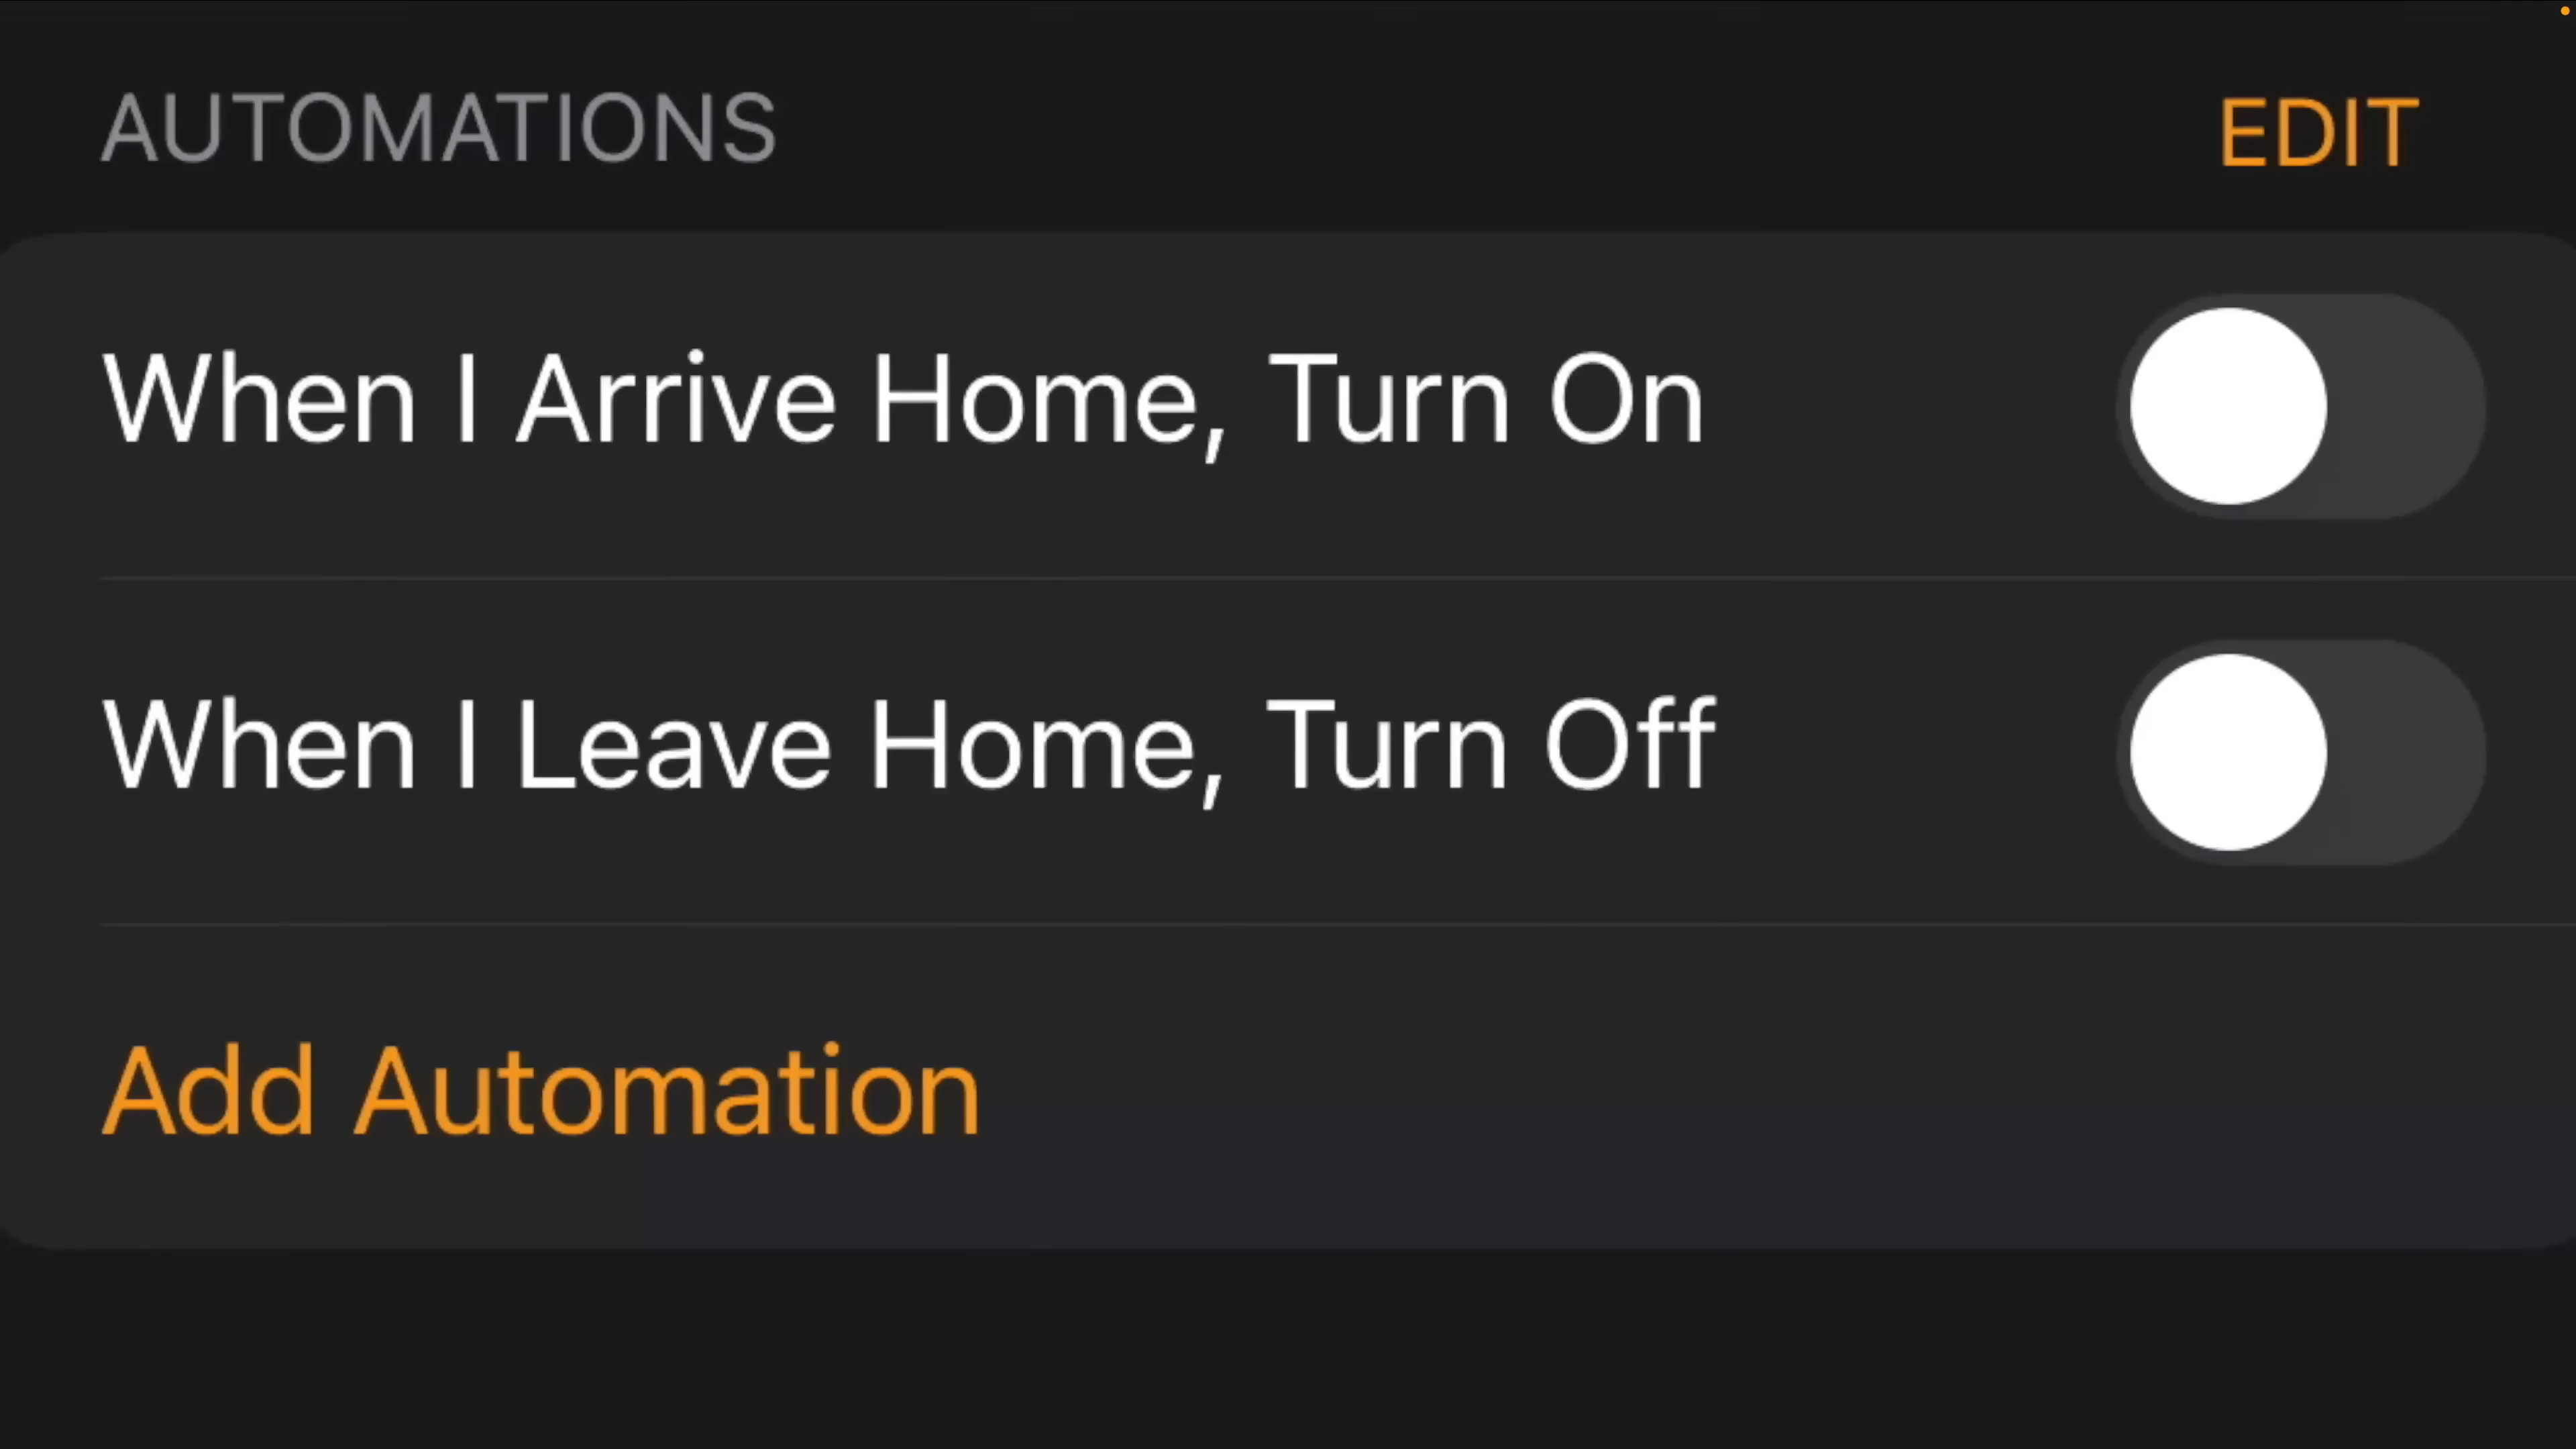 AUTOMATIONS
EDIT
When I Arrive Home, Turn On
When I Leave Home, Turn Off
Add Automation